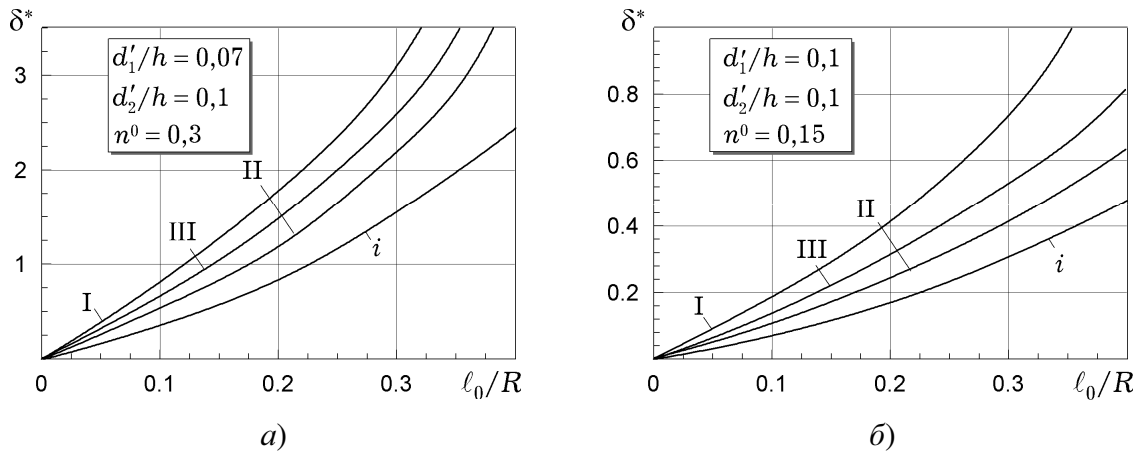 δ*
d′₁/h = 0,07
d′₂/h = 0,1
n⁰ = 0,3
3
2
1
II
III
I
i
0
0.1
0.2
0.3
ℓ₀/R
а)
δ*
d′₁/h = 0,1
d′₂/h = 0,1
n⁰ = 0,15
0.8
0.6
0.4
0.2
II
III
I
i
0
0.1
0.2
0.3
ℓ₀/R
б)